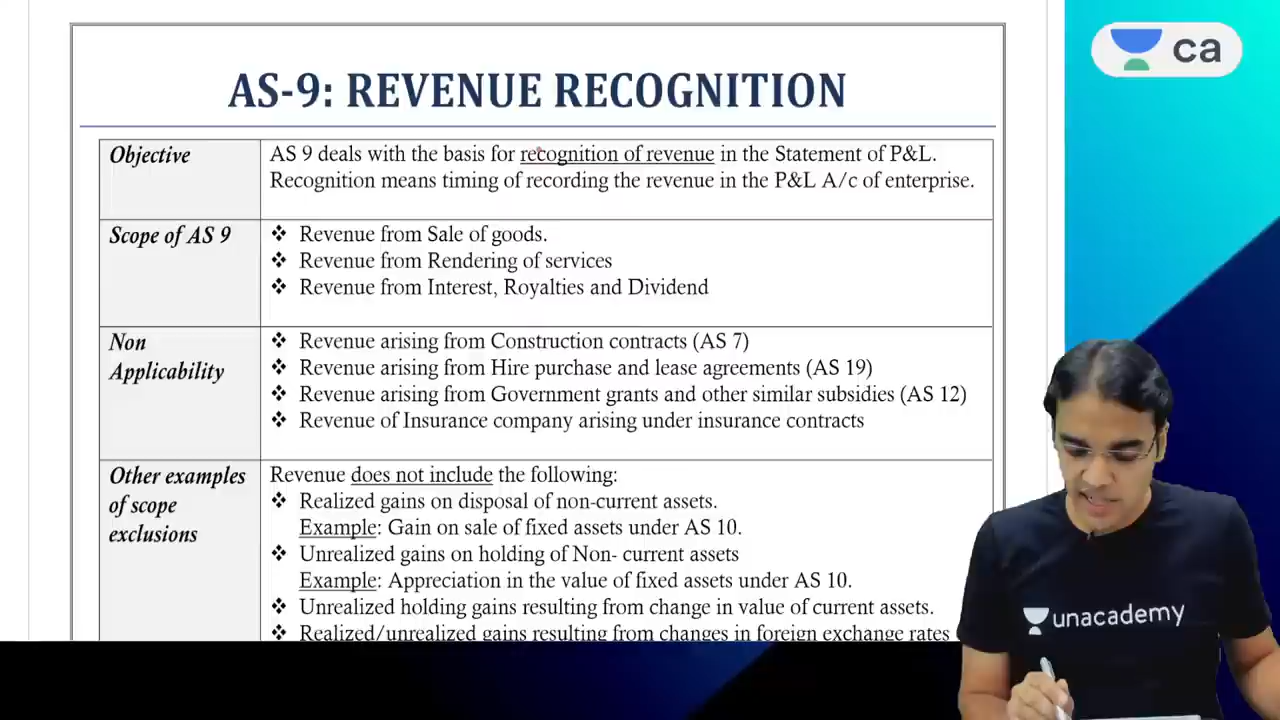 ca
AS-9: REVENUE RECOGNITION
Objective
AS 9 deals with the basis for recognition of revenue in the Statement of P&L.
Recognition means timing of recording the revenue in the P&L A/c of enterprise.
Scope of AS 9
❖ Revenue from Sale of goods.
❖ Revenue from Rendering of services
❖ Revenue from Interest, Royalties and Dividend
Non
Applicability
❖ Revenue arising from Construction contracts (AS 7)
❖ Revenue arising from Hire purchase and lease agreements (AS 19)
❖ Revenue arising from Government grants and other similar subsidies (AS 12)
❖ Revenue of Insurance company arising under insurance contracts
Other examples
of scope
exclusions
Revenue does not include the following:
❖ Realized gains on disposal of non-current assets.
Example: Gain on sale of fixed assets under AS 10.
❖ Unrealized gains on holding of Non- current assets
Example: Appreciation in the value of fixed assets under AS 10.
❖ Unrealized holding gains resulting from change in value of current assets.
❖ Realized/unrealized gains resulting from changes in foreign exchange rates
unacademy